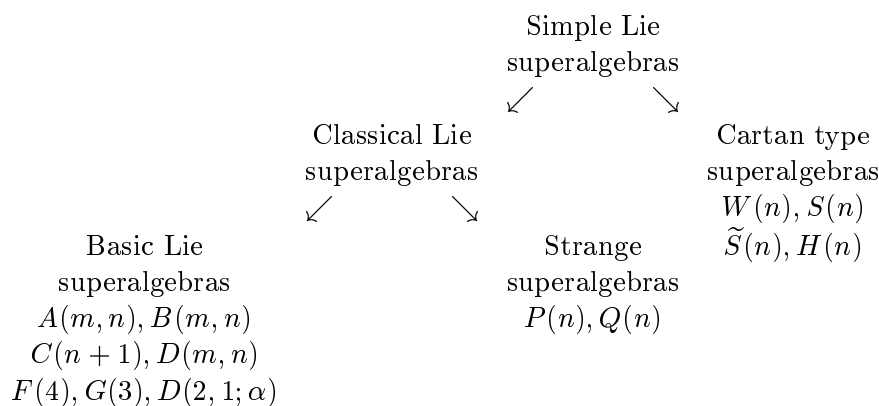 Simple Lie
superalgebras
Classical Lie
superalgebras
Cartan type
superalgebras
W(n), S(n)
S̃(n), H(n)
Basic Lie
superalgebras
A(m, n), B(m, n)
C(n + 1), D(m, n)
F(4), G(3), D(2, 1; α)
Strange
superalgebras
P(n), Q(n)